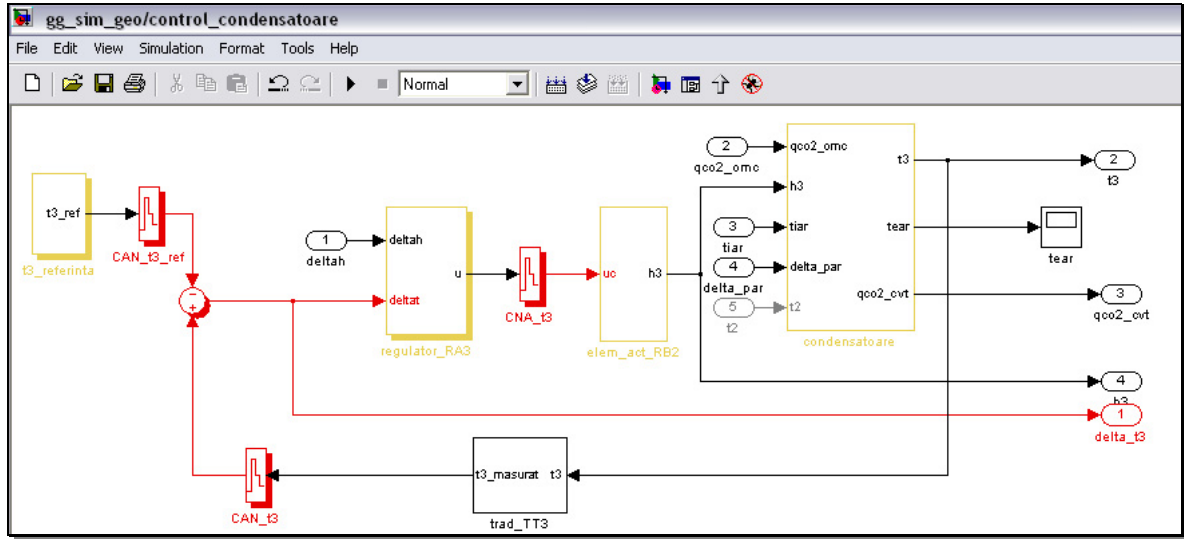 gg_sim_geo/control_condensatoare
File Edit View Simulation Format Tools Help
Normal
t3_ref
t3_referinta
CAN_t3_ref
−
+
1
deltah
deltah
deltat
u
regulator_RA3
CNA_t3
uc
h3
elem_act_RB2
2
qco2_omc
3
tiar
4
delta_par
5
t2
qco2_omc
h3
tiar
delta_par
t2
t3
tear
qco2_cvt
condensatoare
2
t3
tear
3
qco2_cvt
4
h3
1
delta_t3
t3_masurat
t3
trad_TT3
CAN_t3